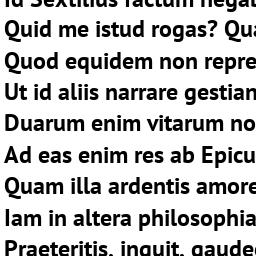 Id Sextilius factum negat
Quid me istud rogas? Qua
Quod equidem non repre
Ut id aliis narrare gestian
Duarum enim vitarum no
Ad eas enim res ab Epicu
Quam illa ardentis amore
Iam in altera philosophia
Praeteritis, inquit, gaude